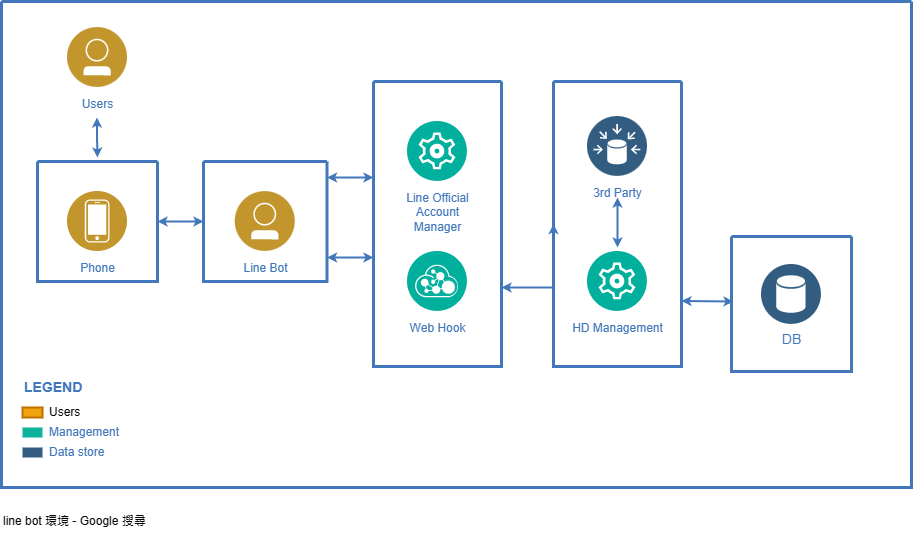 Users
Phone
Line Bot
Line Official
Account
Manager
Web Hook
3rd Party
HD Management
DB
LEGEND
Users
Management
Data store
line bot 環境 - Google 搜尋